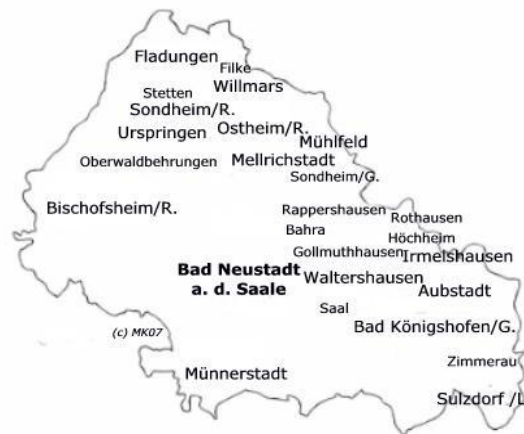 Fladungen
Filke
Willmars
Stetten
Sondheim/R.
Urspringen
Ostheim/R.
Mühlfeld
Oberwaldbehrungen
Mellrichstadt
Sondheim/G.
Bischofsheim/R.
Rappershausen
Rothausen
Bahra
Höchheim
Gollmuthhausen
Irmelshausen
Bad Neustadt
a. d. Saale
Waltershausen
Aubstadt
Saal
Bad Königshofen/G.
(c) MK07
Zimmerau
Münnerstadt
Sulzdorf /L